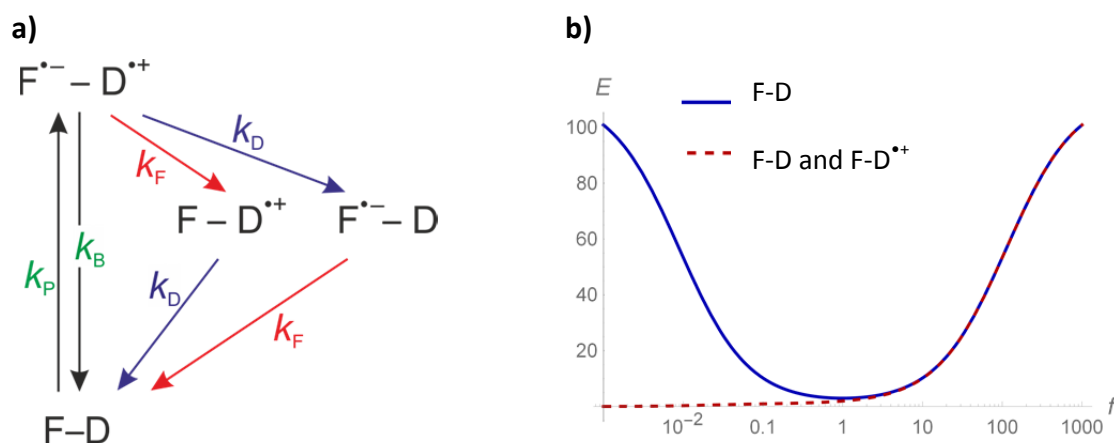 a)
F•− – D•+
kD
kF
F – D•+ F•− – D
kP
kB
kD
kF
F–D
b)
E
F-D
F-D and F-D•+
100
80
60
40
20
10−2 0.1 1 10 100 1000
f